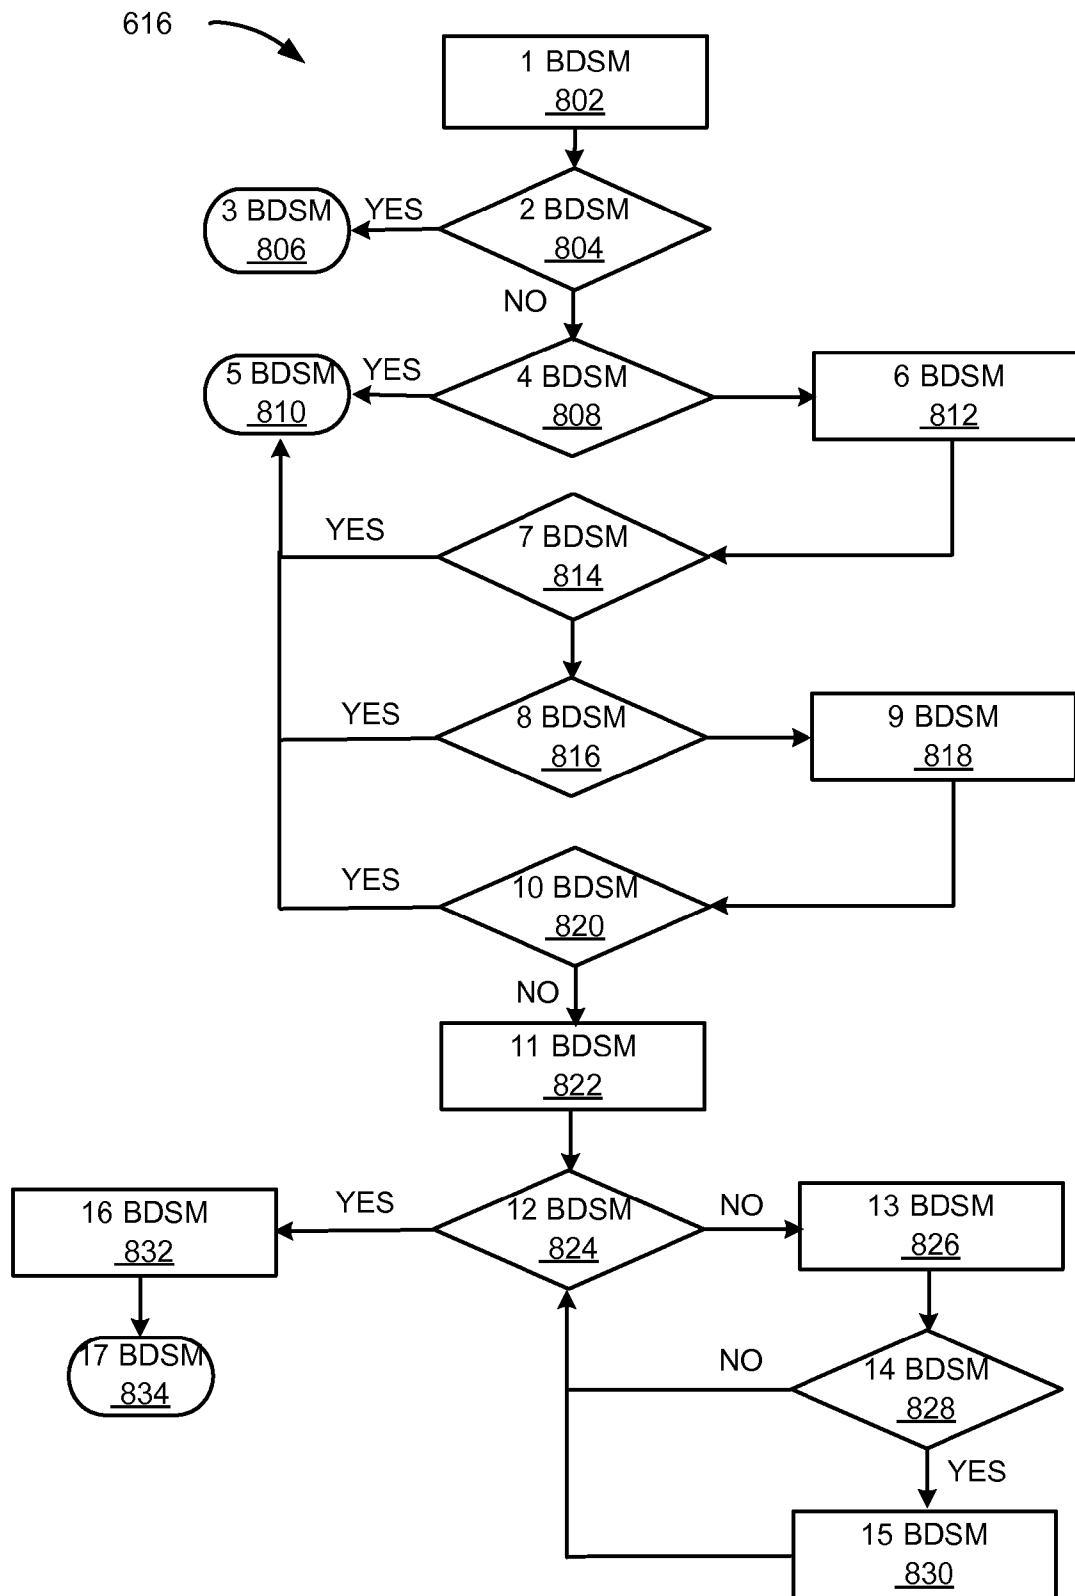 616
1 BDSM
802
2 BDSM
804
YES
3 BDSM
806
NO
4 BDSM
808
YES
5 BDSM
810
6 BDSM
812
7 BDSM
814
YES
8 BDSM
816
YES
9 BDSM
818
10 BDSM
820
YES
NO
11 BDSM
822
12 BDSM
824
YES
NO
16 BDSM
832
13 BDSM
826
17 BDSM
834
14 BDSM
828
NO
YES
15 BDSM
830